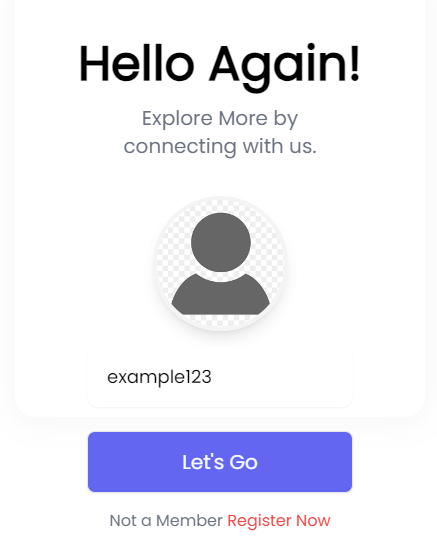 Hello Again!
Explore More by
connecting with us.
example123
Let's Go
Not a Member Register Now